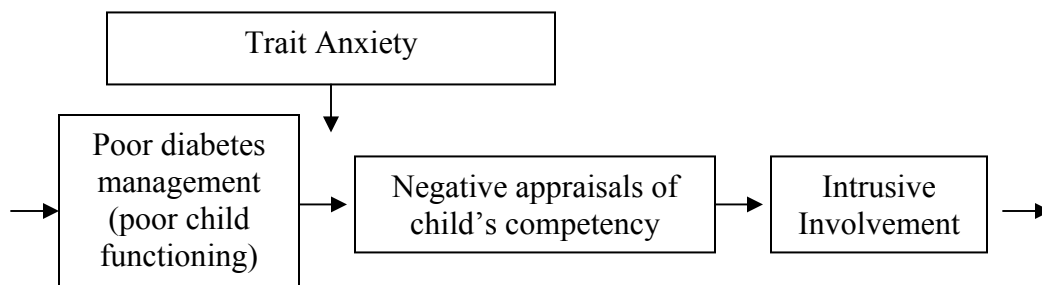 Trait Anxiety
Poor diabetes
management
(poor child
functioning)
Negative appraisals of
child’s competency
Intrusive
Involvement